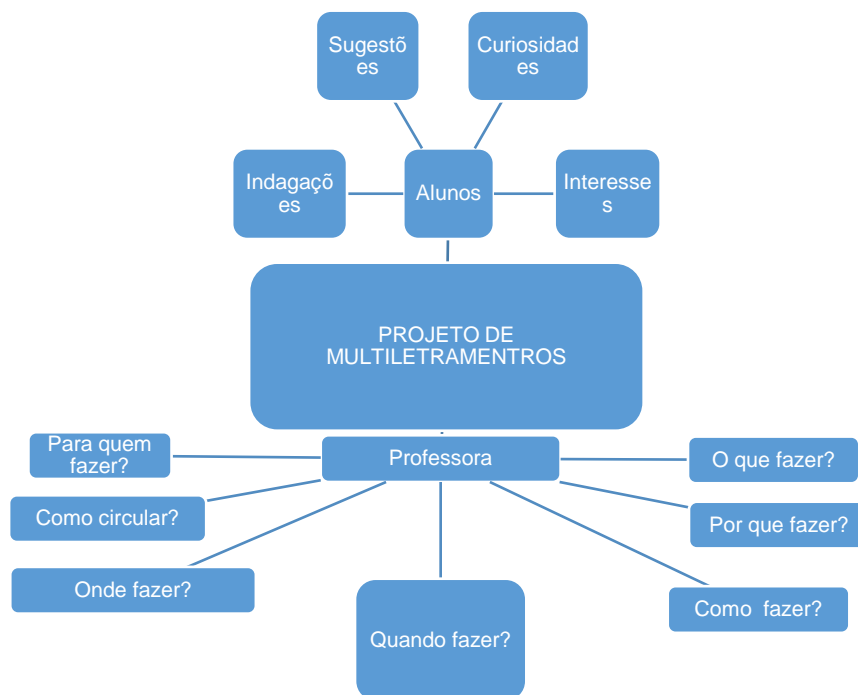 Sugestõ
es
Curiosidad
es
Indagaçõ
es
Alunos
Interesse
s
PROJETO DE
MULTILETRAMENTROS
Para quem
fazer?
Professora
O que fazer?
Como circular?
Por que fazer?
Onde fazer?
Quando fazer?
Como  fazer?